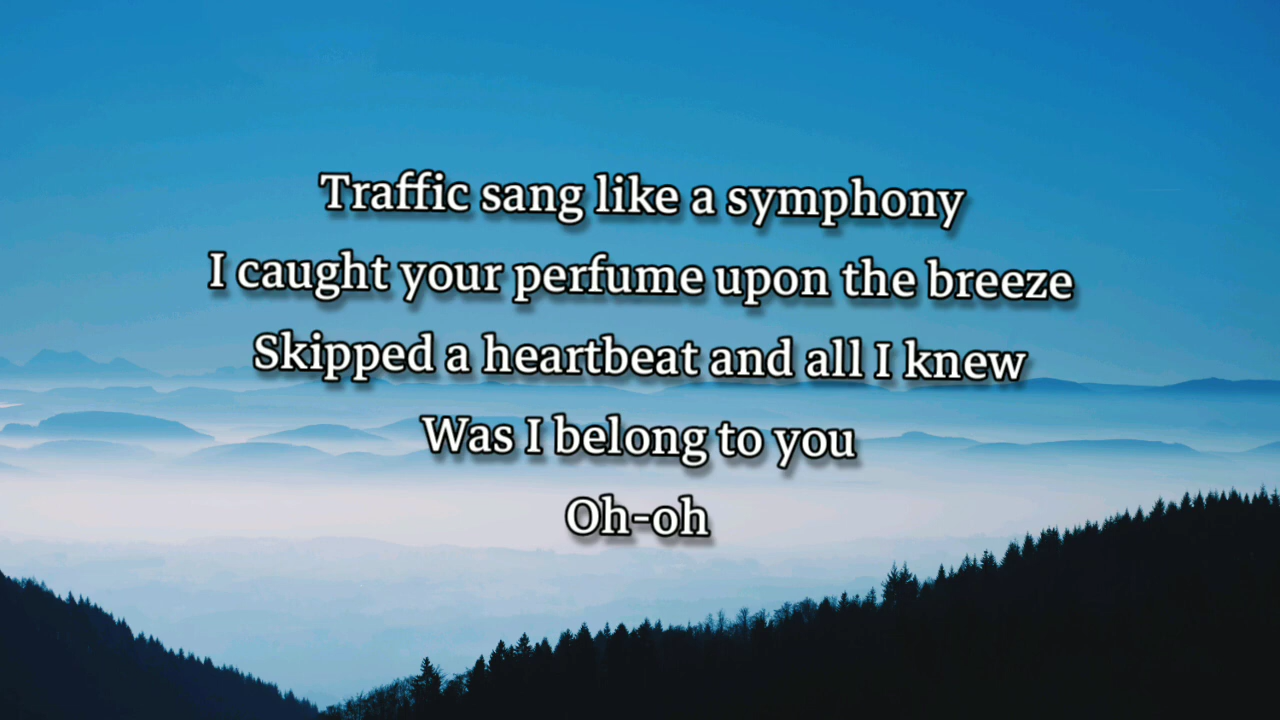 Traffic sang like a symphony
I caught your perfume upon the breeze
Skipped a heartbeat and all I knew
Was I belong to you
Oh-oh